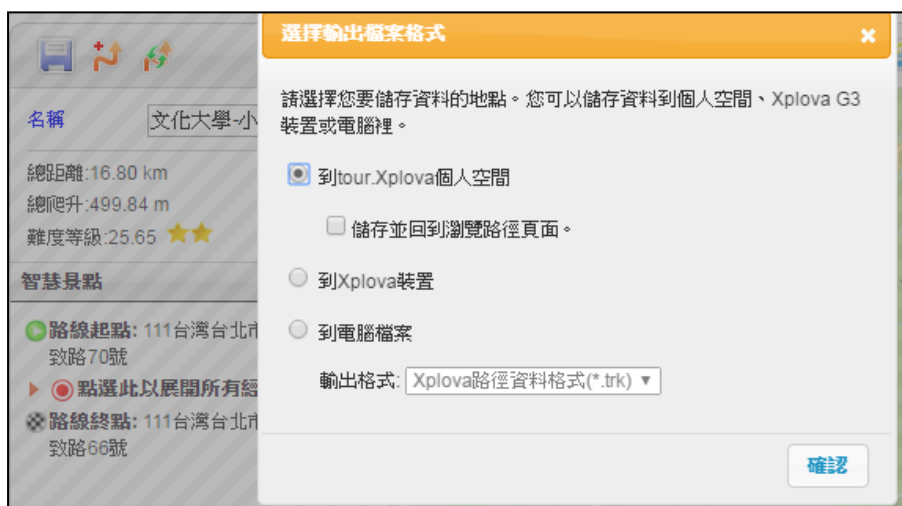 選擇輸出檔案格式
請選擇您要儲存資料的地點。您可以儲存資料到個人空間、Xplova G3
裝置或電腦裡。
到tour.Xplova個人空間
儲存並回到瀏覽路徑頁面。
到Xplova裝置
到電腦檔案
輸出格式: Xplova路徑資料格式(*.trk)
確認
名稱 文化大學-小
總距離:16.80 km
總爬升:499.84 m
難度等級:25.65
智慧景點
路線起點: 111台灣台北市
致路70號
點選此以展開所有經
路線終點: 111台灣台北市
致路66號